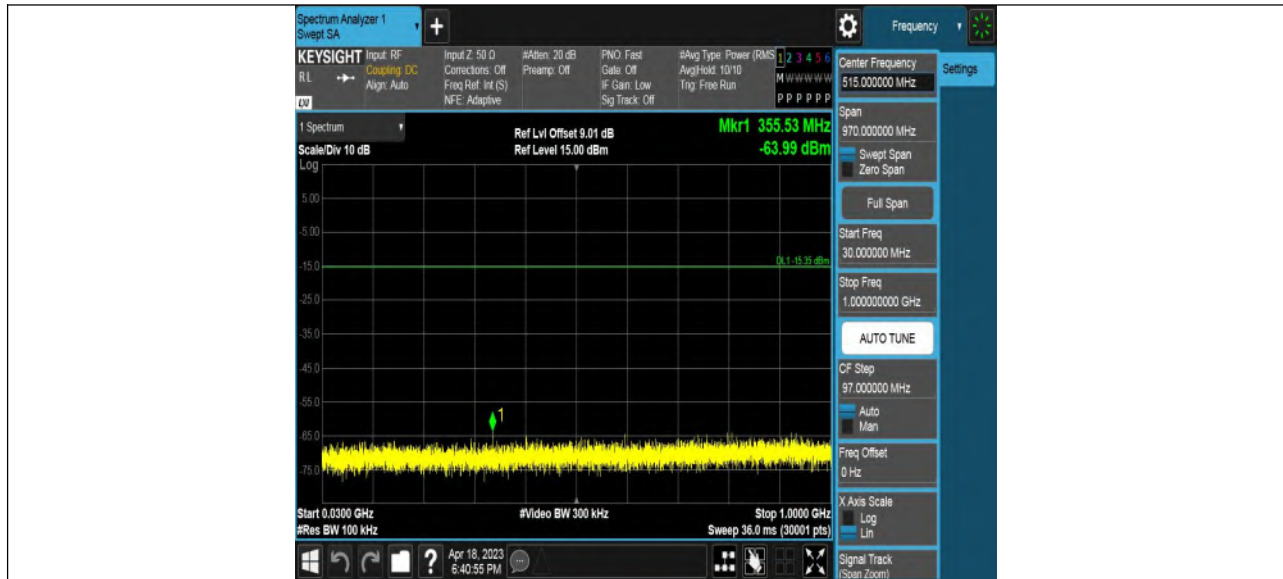 Spectrum Analyzer 1
Swept SA
+
Frequency
KEYSIGHT
RL
LXI
Input: RF
Coupling: DC
Align: Auto
Input Z: 50 Ω
Corrections: Off
Freq Ref: Int (S)
NFE: Adaptive
#Atten: 20 dB
Preamp: Off
PNO: Fast
Gate: Off
IF Gain: Low
Sig Track: Off
#Avg Type: Power (RMS
Avg|Hold: 10/10
Trig: Free Run
1 2 3 4 5 6
M W W W W W
P P P P P P
1 Spectrum
Scale/Div 10 dB
Ref Lvl Offset 9.01 dB
Ref Level 15.00 dBm
Mkr1 355.53 MHz
-63.99 dBm
Log
5.00
-5.00
-15.0
DL1 -15.35 dBm
-25.0
-35.0
-45.0
-55.0
1
-65.0
-75.0
Start 0.0300 GHz
#Video BW 300 kHz
Stop 1.0000 GHz
#Res BW 100 kHz
Sweep 36.0 ms (30001 pts)
?
Apr 18, 2023
6:40:55 PM
Center Frequency
515.000000 MHz
Settings
Span
970.000000 MHz
Swept Span
Zero Span
Full Span
Start Freq
30.000000 MHz
Stop Freq
1.000000000 GHz
AUTO TUNE
CF Step
97.000000 MHz
Auto
Man
Freq Offset
0 Hz
X Axis Scale
Log
Lin
Signal Track
(Span Zoom)